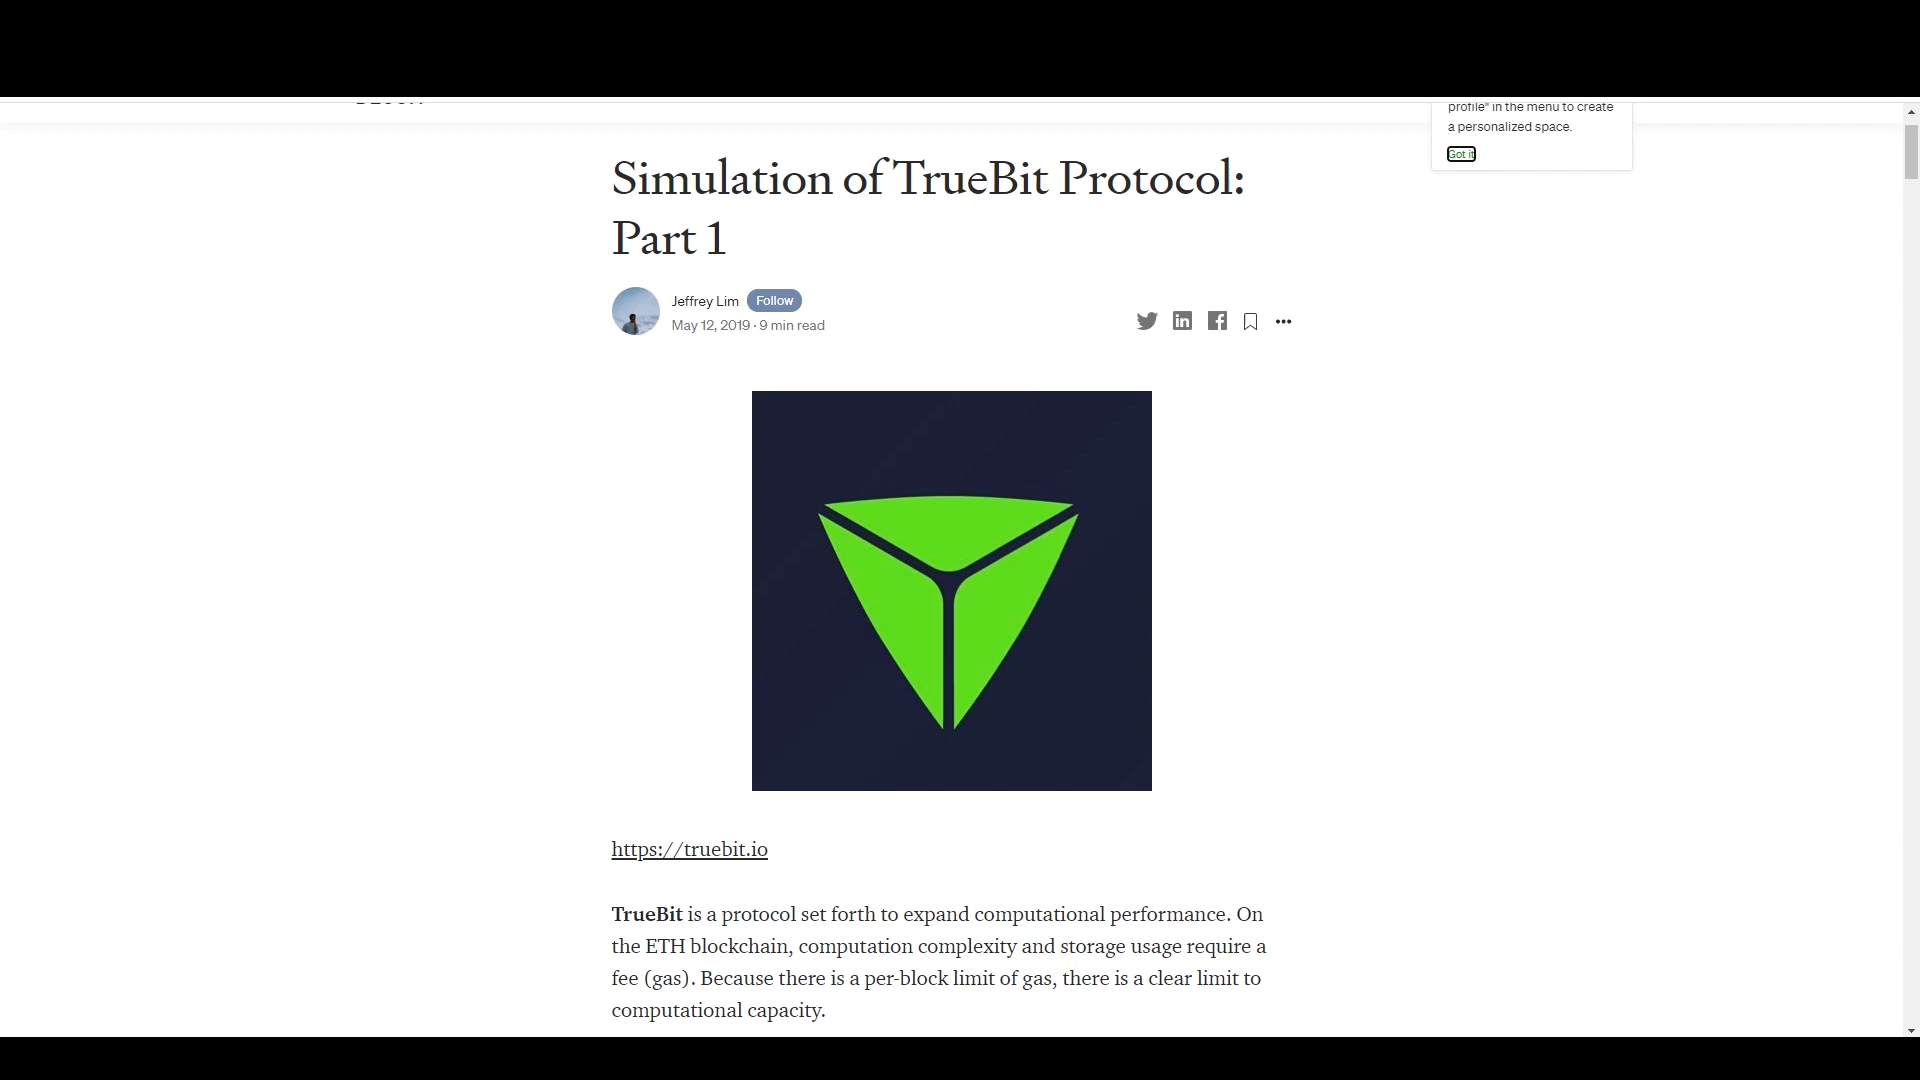 profile" in the menu to create
a personalized space.
Got it
Simulation of TrueBit Protocol:
Part 1
Jeffrey Lim Follow
May 12, 2019 · 9 min read
https://truebit.io
TrueBit is a protocol set forth to expand computational performance. On
the ETH blockchain, computation complexity and storage usage require a
fee (gas). Because there is a per-block limit of gas, there is a clear limit to
computational capacity.